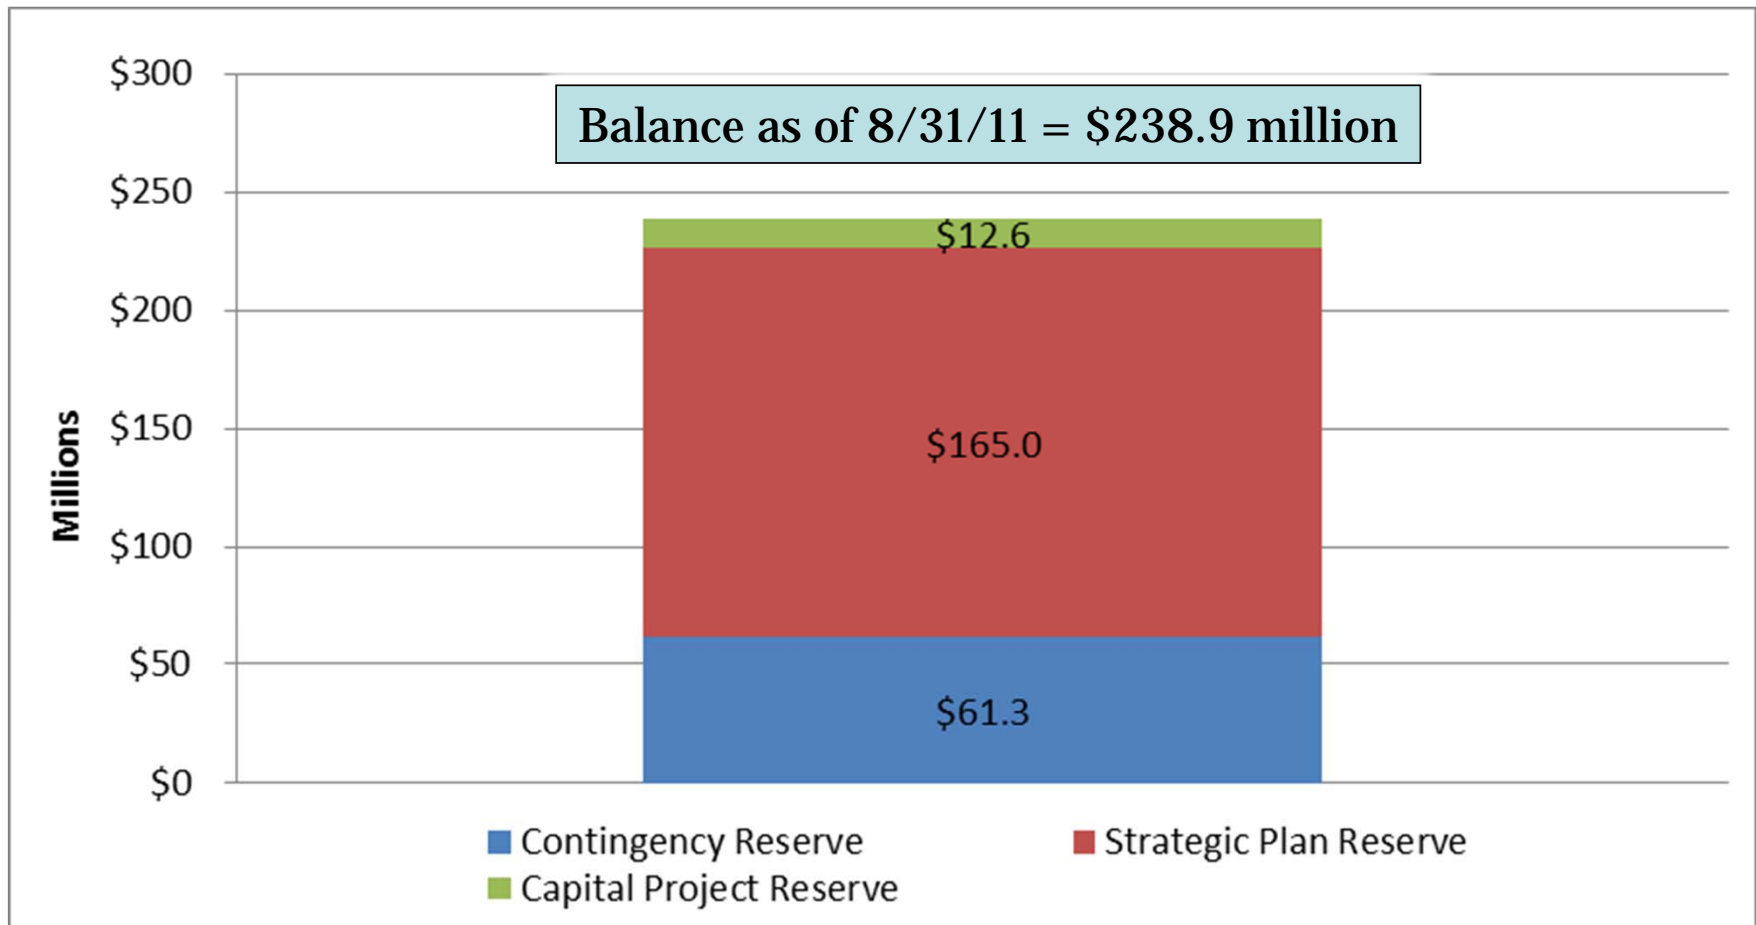 Balance as of 8/31/11 = $238.9 million
$300
$250
$200
$150
$100
$50
$0
Millions
$12.6
$165.0
$61.3
Contingency Reserve
Strategic Plan Reserve
Capital Project Reserve